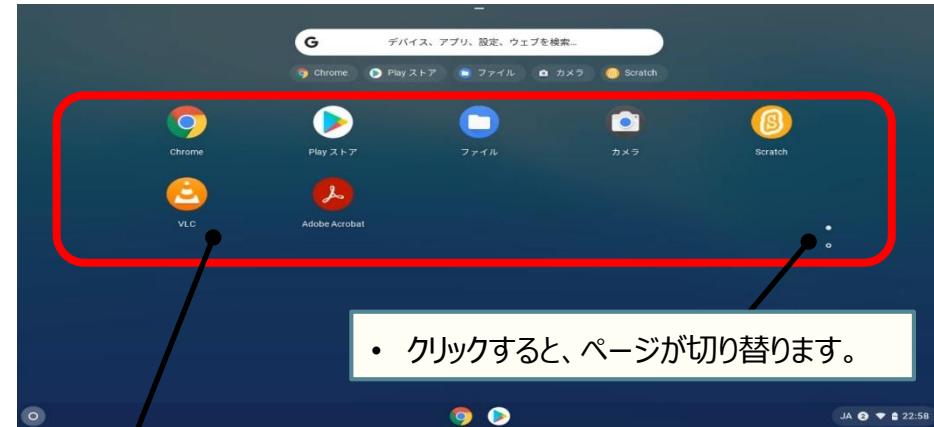 G デバイス、アプリ、設定、ウェブを検索...
Chrome Play ストア ファイル カメラ Scratch
Chrome Play ストア ファイル カメラ Scratch
VLC Adobe Acrobat
• クリックすると、ページが切り替ります。
JA 2 22:58